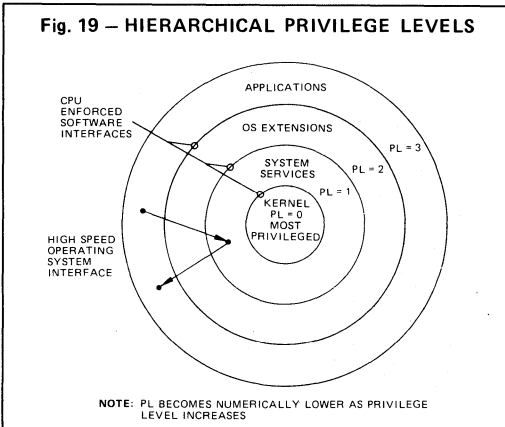 Fig. 19 — HIERARCHICAL PRIVILEGE LEVELS
APPLICATIONS
CPU
ENFORCED
SOFTWARE
INTERFACES
OS EXTENSIONS
SYSTEM
SERVICES
PL = 3
PL = 2
PL = 1
KERNEL
PL = 0
MOST
PRIVILEGED
HIGH SPEED
OPERATING
SYSTEM
INTERFACE
NOTE: PL BECOMES NUMERICALLY LOWER AS PRIVILEGE
LEVEL INCREASES